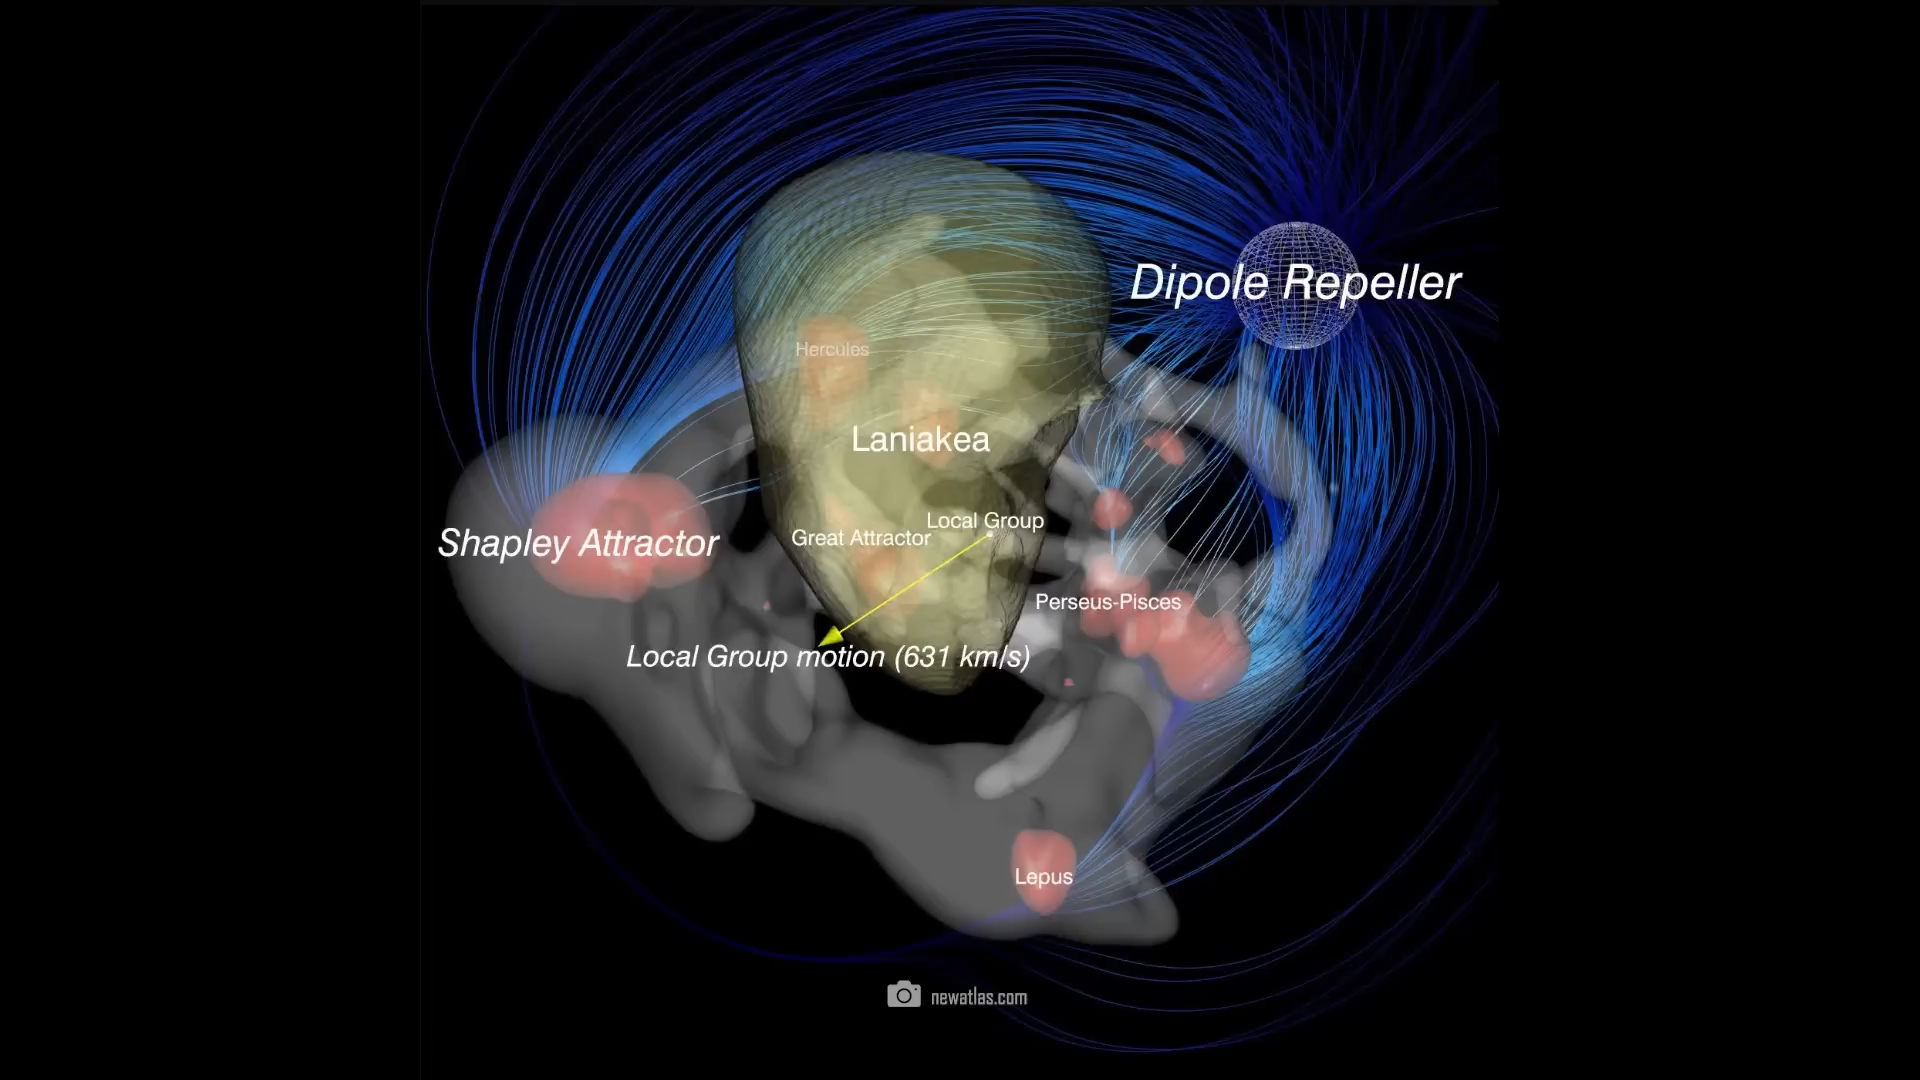 Dipole Repeller
Hercules
Laniakea
Local Group
Great Attractor
Shapley Attractor
Perseus-Pisces
Local Group motion (631 km/s)
Lepus
newatlas.com